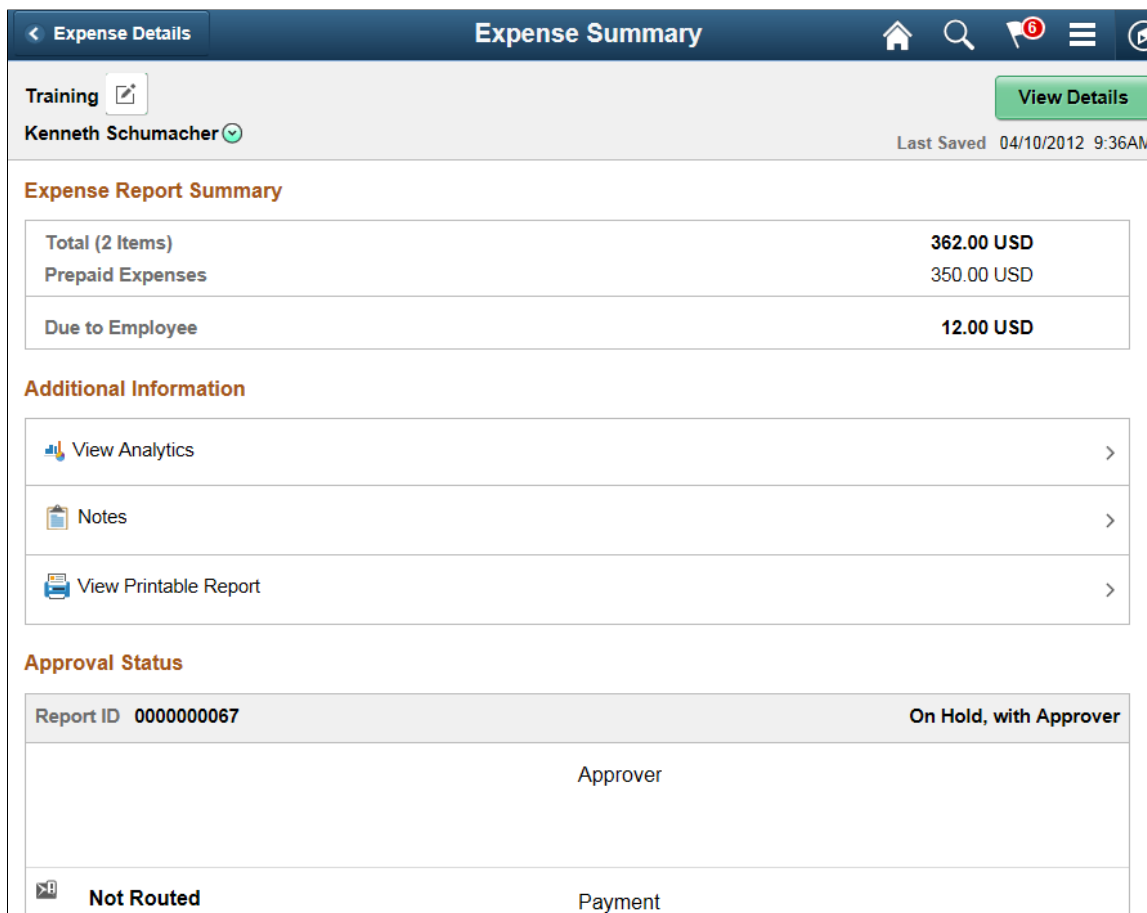 Expense Details
Expense Summary
6
Training
View Details
Kenneth Schumacher
Last Saved 04/10/2012 9:36AM
Expense Report Summary
Total (2 Items) 362.00 USD
Prepaid Expenses 350.00 USD
Due to Employee 12.00 USD
Additional Information
View Analytics
Notes
View Printable Report
Approval Status
Report ID 0000000067 On Hold, with Approver
Approver
Not Routed Payment